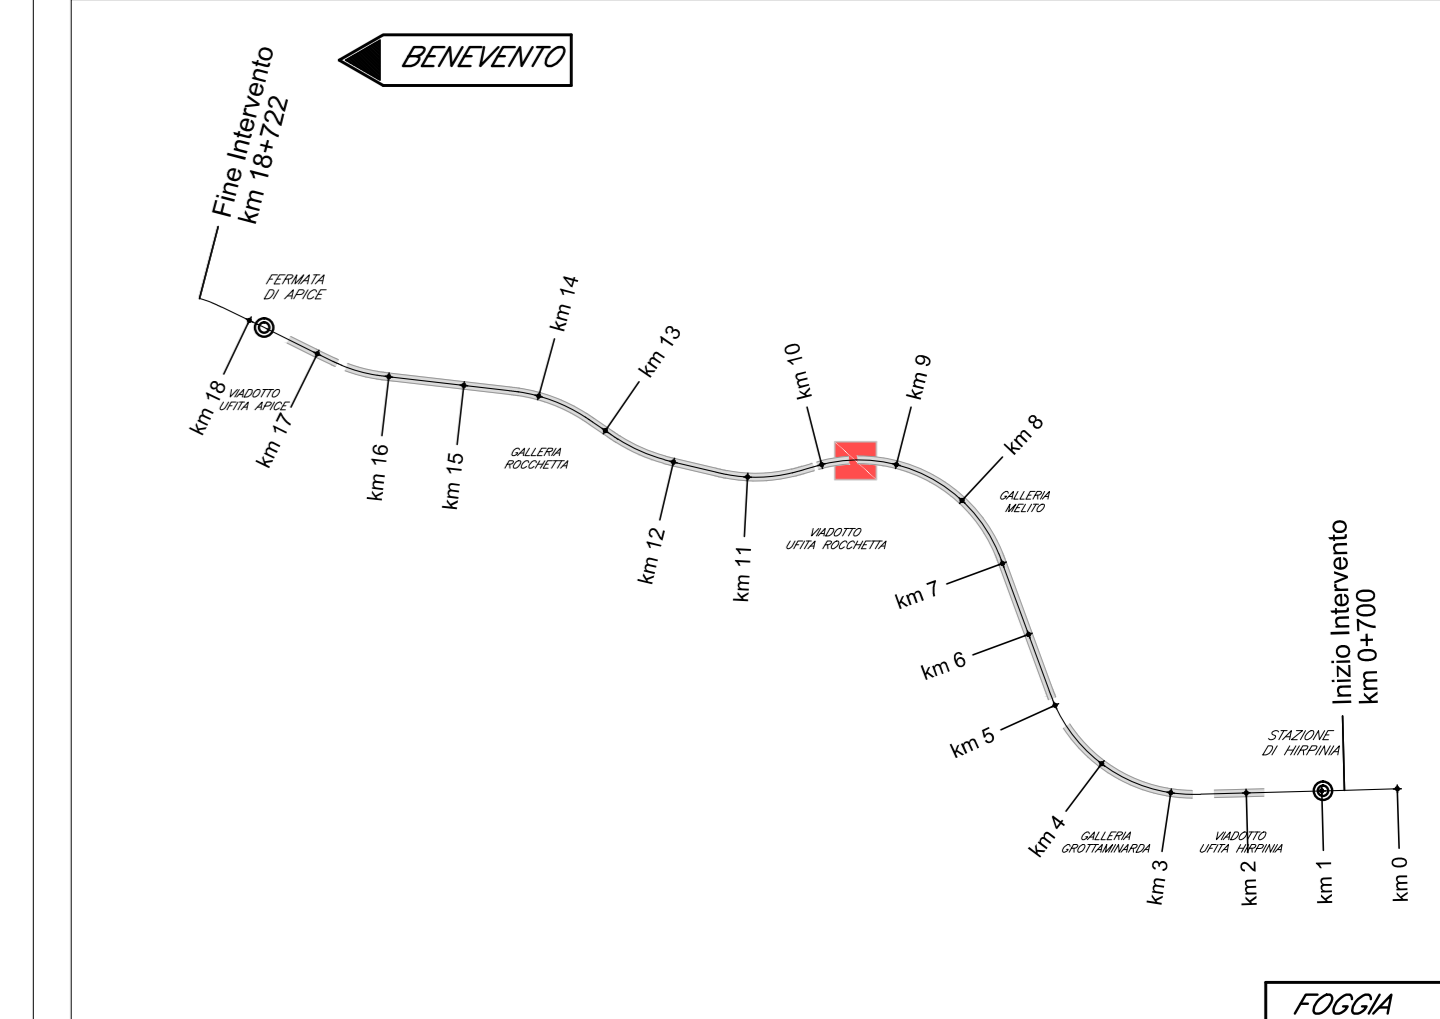 BENEVENTO
Fine Intervento
km 18+722
FERMATA
DI APICE
km 18
VIADOTTO
UFITA APICE
km 17
km 16
km 15
km 14
GALLERIA
ROCCHETTA
km 13
km 12
km 11
km 10
VIADOTTO
UFITA ROCCHETTA
km 9
km 8
GALLERIA
MELITO
km 7
km 6
km 5
km 4
GALLERIA
GROTTAMINARDA
km 3
VIADOTTO
UFITA HIRPINIA
km 2
STAZIONE
DI HIRPINIA
km 1
Inizio Intervento
km 0+700
km 0
FOGGIA